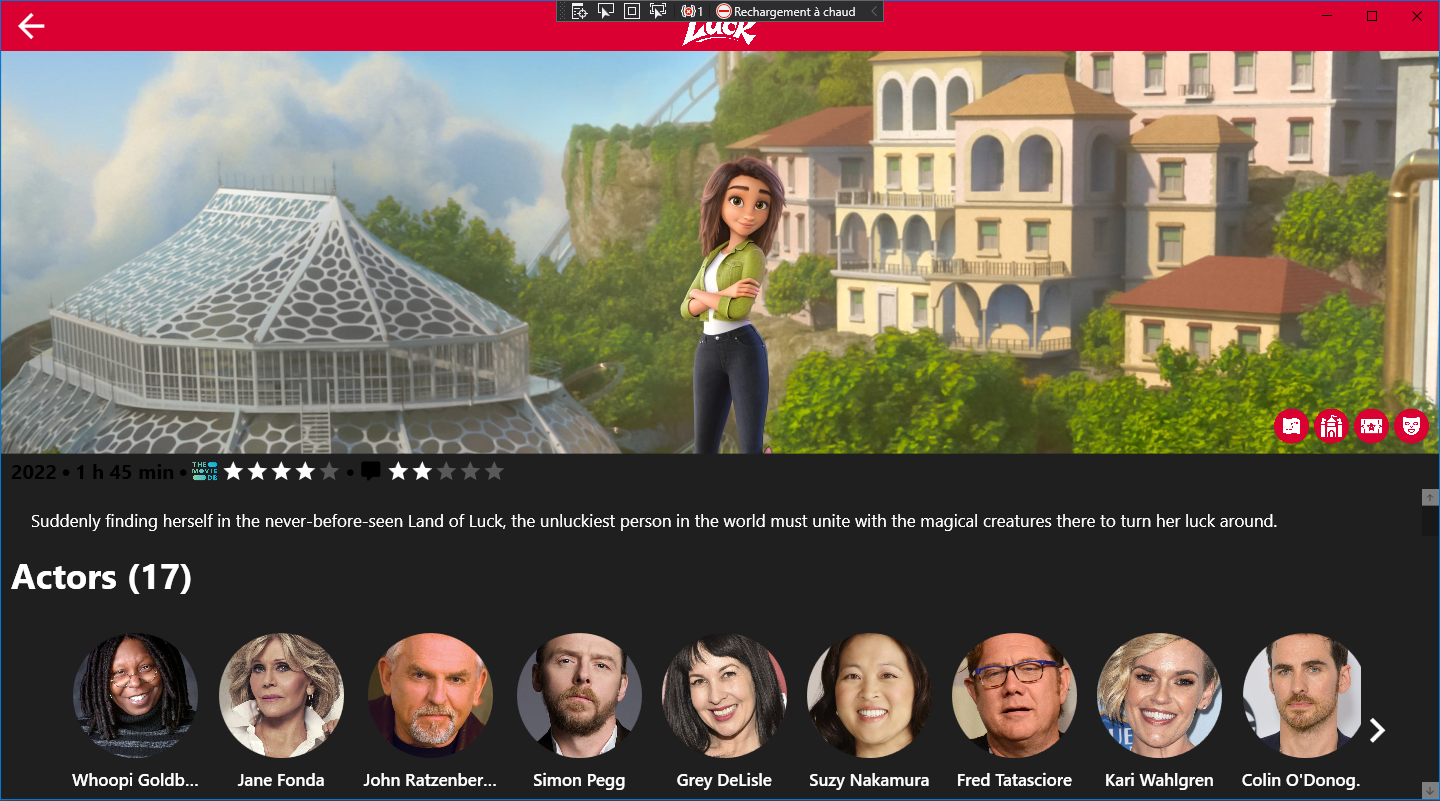 1 Rechargement à chaud
Luck
2022 • 1 h 45 min • THE MOVIE DB •
Suddenly finding herself in the never-before-seen Land of Luck, the unluckiest person in the world must unite with the magical creatures there to turn her luck around.
Actors (17)
Whoopi Goldb... Jane Fonda John Ratzenber... Simon Pegg Grey DeLisle Suzy Nakamura Fred Tatasciore Kari Wahlgren Colin O'Donog.